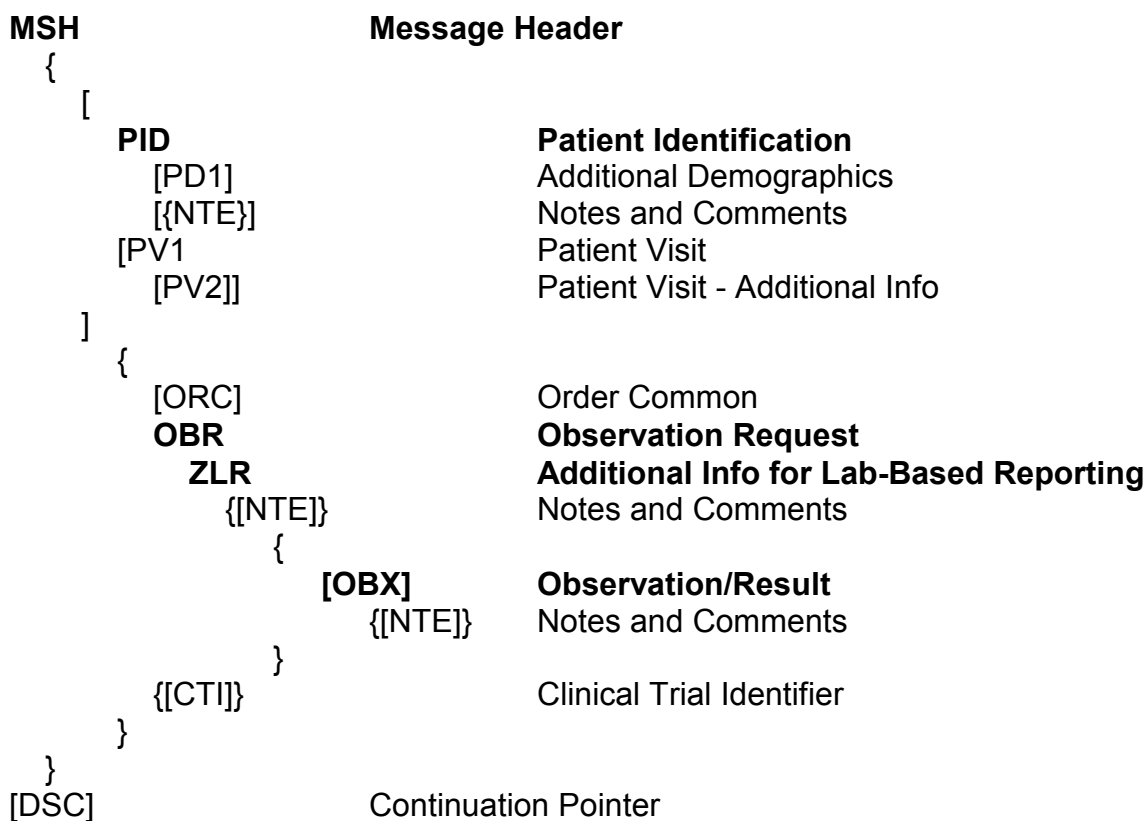 MSH Message Header
{
[
PID Patient Identification
[PD1] Additional Demographics
[{NTE}] Notes and Comments
[PV1 Patient Visit
[PV2]] Patient Visit - Additional Info
]
{
[ORC] Order Common
OBR Observation Request
ZLR Additional Info for Lab-Based Reporting
{[NTE]} Notes and Comments
{
[OBX] Observation/Result
{[NTE]} Notes and Comments
}
{[CTI]} Clinical Trial Identifier
}
}
[DSC] Continuation Pointer